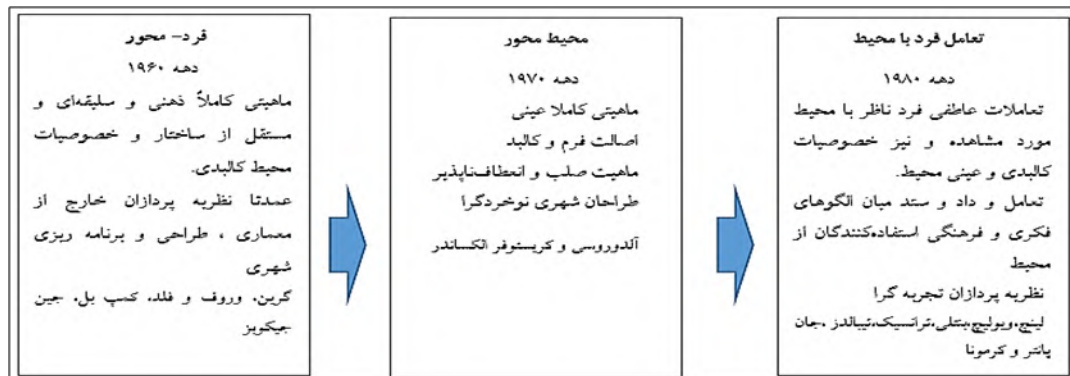 فرد- محور
دهه ۱۹۶۰
ماهیتی کاملاً ذهنی و سلیقه‌ای و
مستقل از ساختار و خصوصیات
محیط کالبدی.
عمدتا نظریه پردازان خارج از
معماری ، طراحی و برنامه ریزی
شهری
گرین، وروف و فلد، کمپ بل، جین
جیکوبز
محیط محور
دهه ۱۹۷۰
ماهیتی کاملا عینی
اصالت فرم و کالبد
ماهیت صلب و انعطاف‌ناپذیر
طراحان شهری نوخردگرا
آلدوروسی و کریستوفر الکساندر
تعامل فرد با محیط
دهه ۱۹۸۰
تعاملات عاطفی فرد ناظر با محیط
مورد مشاهده و نیز خصوصیات
کالبدی و عینی محیط.
تعامل و داد و ستد میان الگوهای
فکری و فرهنگی استفاده‌کنندگان از
محیط
نظریه پردازان تجربه گرا
لینچ،ویولیچ،بنتلی،ترانسیک،تیبالدز ،جان
پانتر و کرمونا